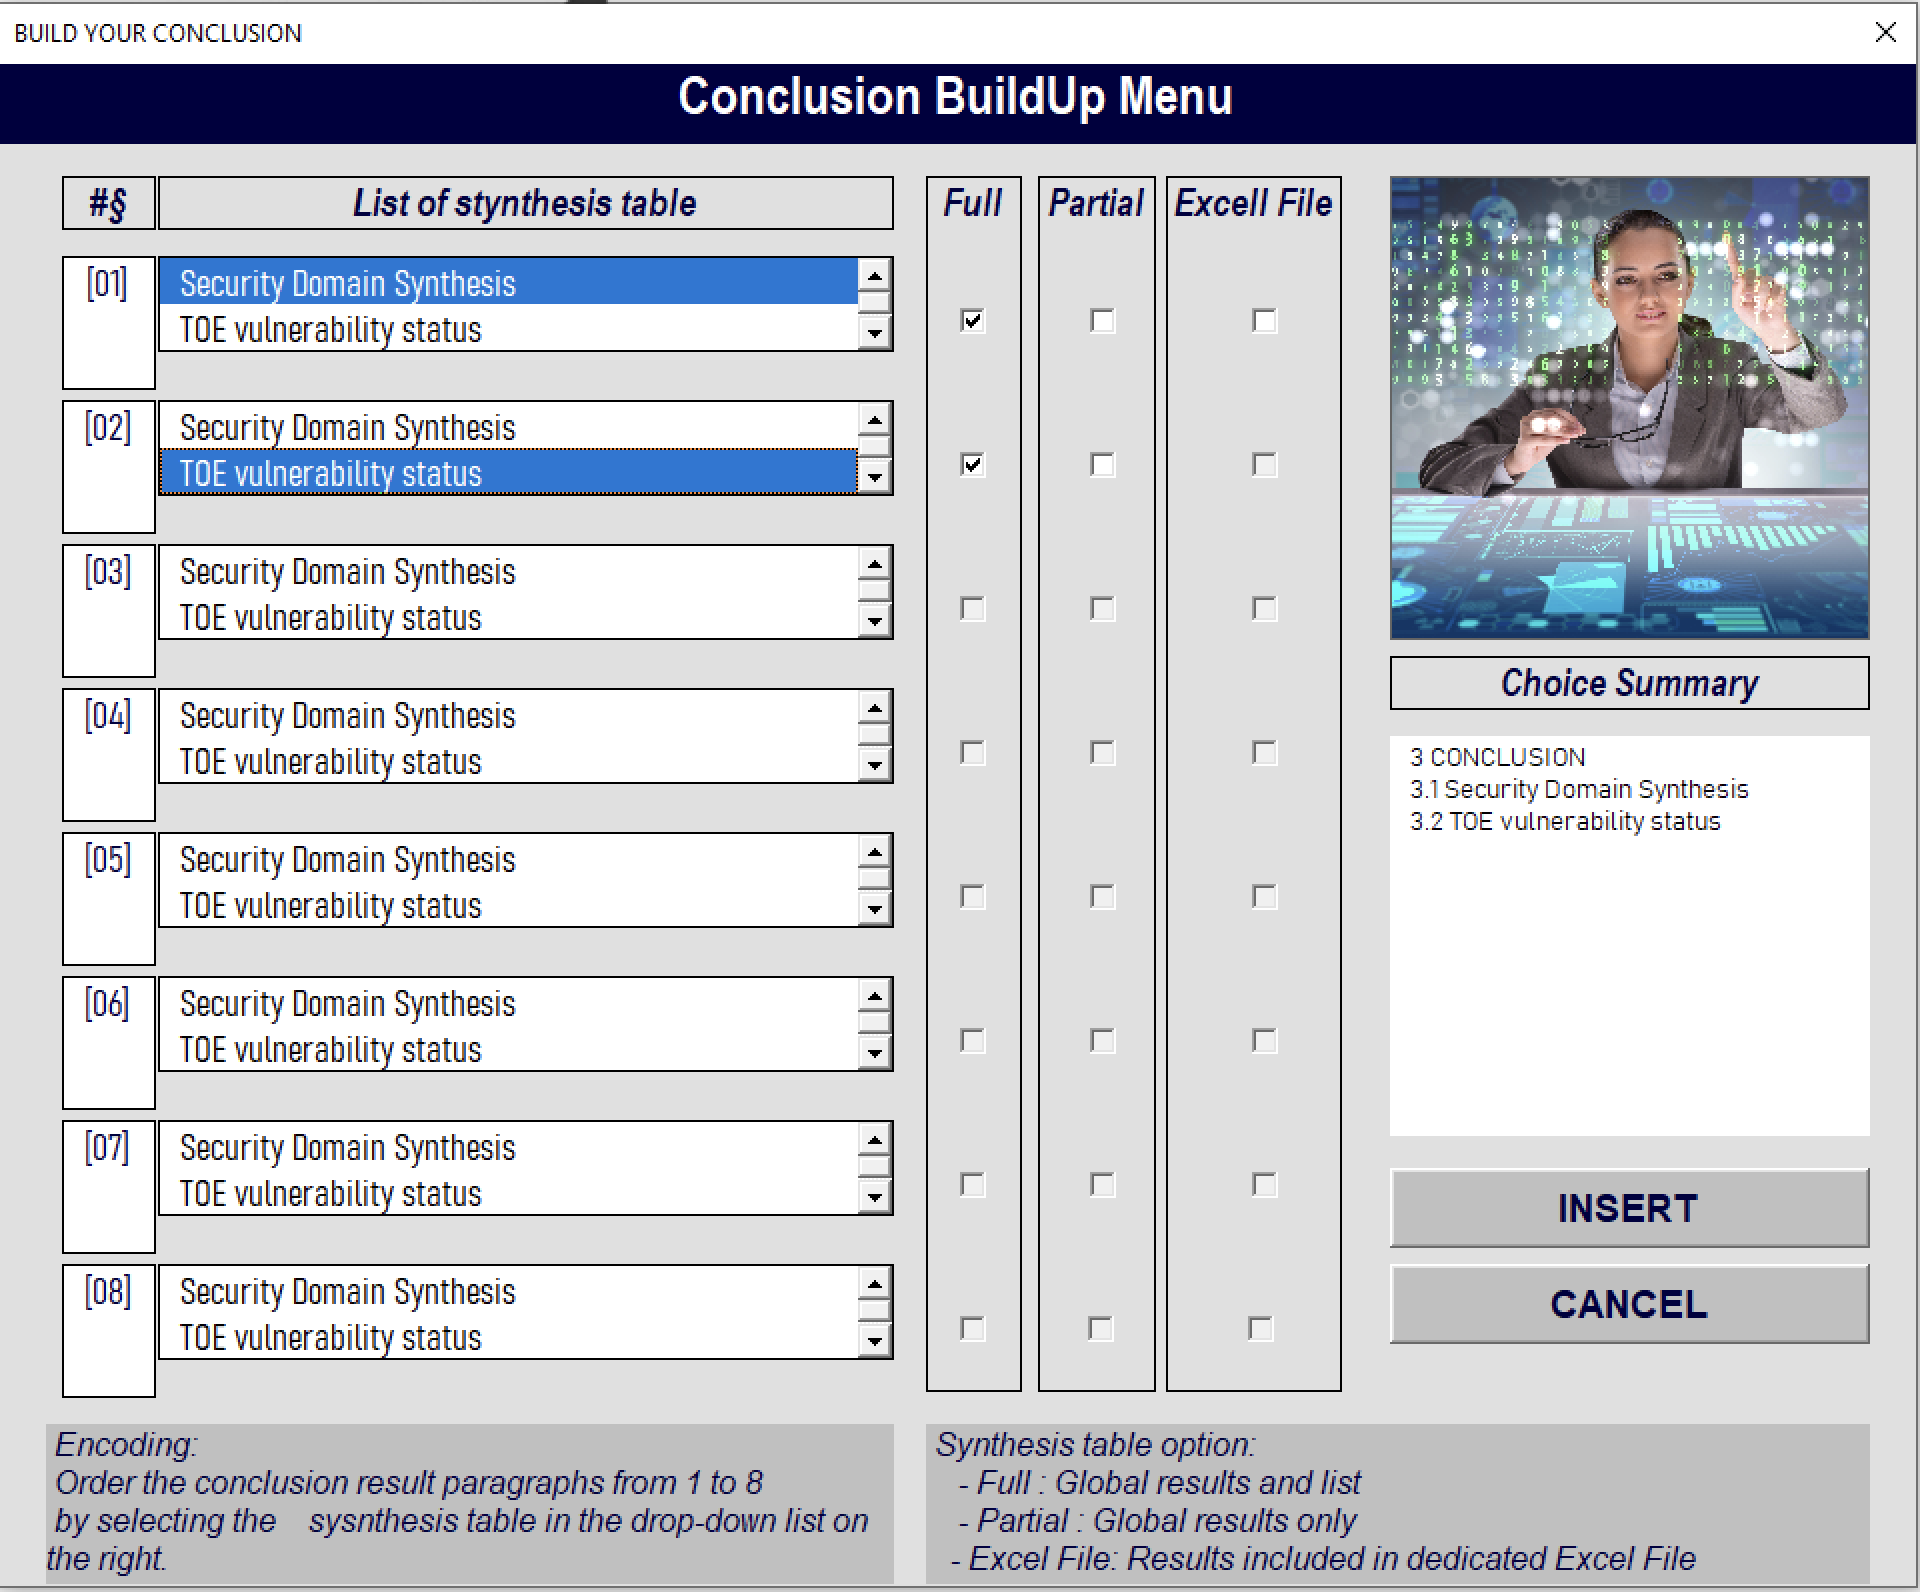 BUILD YOUR CONCLUSION
Conclusion BuildUp Menu
#§ List of stynthesis table Full Partial Excell File
[01] Security Domain Synthesis
TOE vulnerability status
[02] Security Domain Synthesis
TOE vulnerability status
[03] Security Domain Synthesis
TOE vulnerability status
[04] Security Domain Synthesis
TOE vulnerability status
[05] Security Domain Synthesis
TOE vulnerability status
[06] Security Domain Synthesis
TOE vulnerability status
[07] Security Domain Synthesis
TOE vulnerability status
[08] Security Domain Synthesis
TOE vulnerability status
Choice Summary
3 CONCLUSION
3.1 Security Domain Synthesis
3.2 TOE vulnerability status
INSERT
CANCEL
Encoding:
Order the conclusion result paragraphs from 1 to 8
by selecting the sysnthesis table in the drop-down list on
the right.
Synthesis table option:
- Full : Global results and list
- Partial : Global results only
- Excel File: Results included in dedicated Excel File